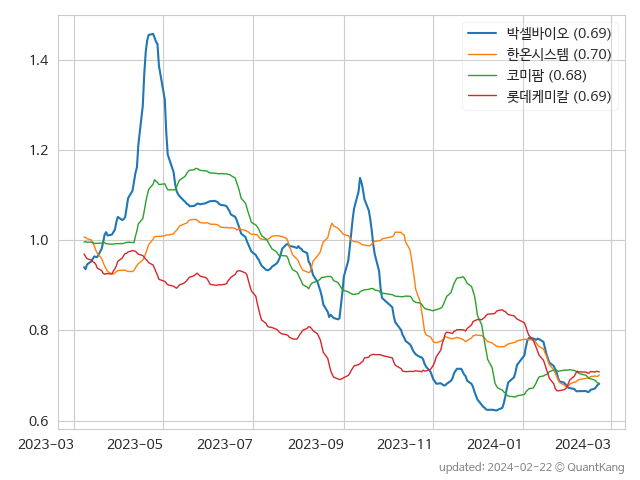 박셀바이오 (0.69)
한온시스템 (0.70)
코미팜 (0.68)
롯데케미칼 (0.69)
1.4
1.2
1.0
0.8
0.6
2023-03 2023-05 2023-07 2023-09 2023-11 2024-01 2024-03
updated: 2024-02-22 © QuantKang